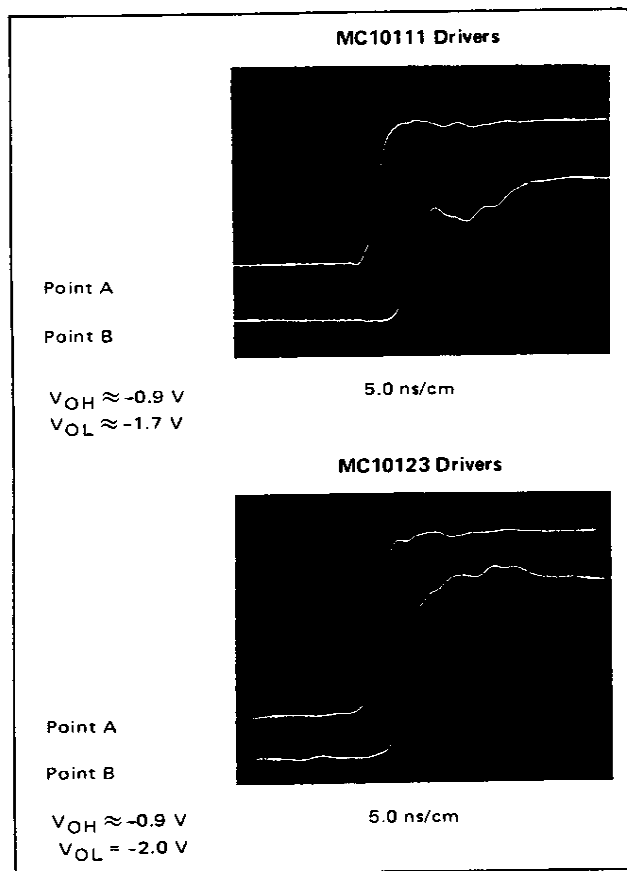 MC10111 Drivers
Point A
Point B
VOH ≈ -0.9 V
VOL ≈ -1.7 V
5.0 ns/cm
MC10123 Drivers
Point A
Point B
VOH ≈ -0.9 V
VOL = -2.0 V
5.0 ns/cm